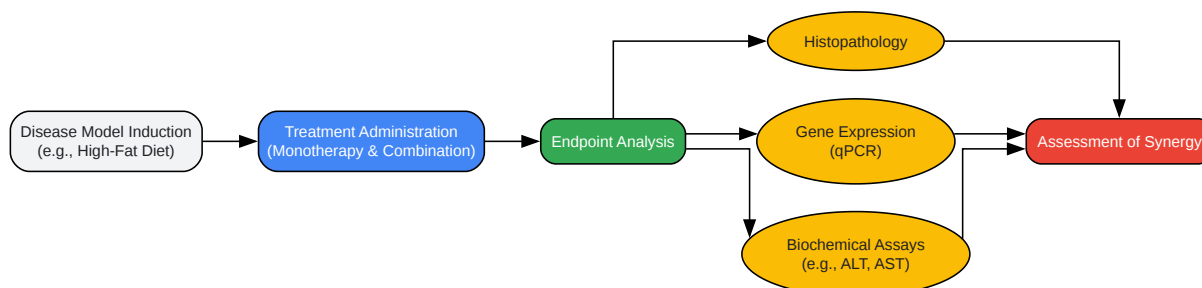 Disease Model Induction
(e.g., High-Fat Diet)
Treatment Administration
(Monotherapy & Combination)
Endpoint Analysis
Histopathology
Gene Expression
(qPCR)
Biochemical Assays
(e.g., ALT, AST)
Assessment of Synergy